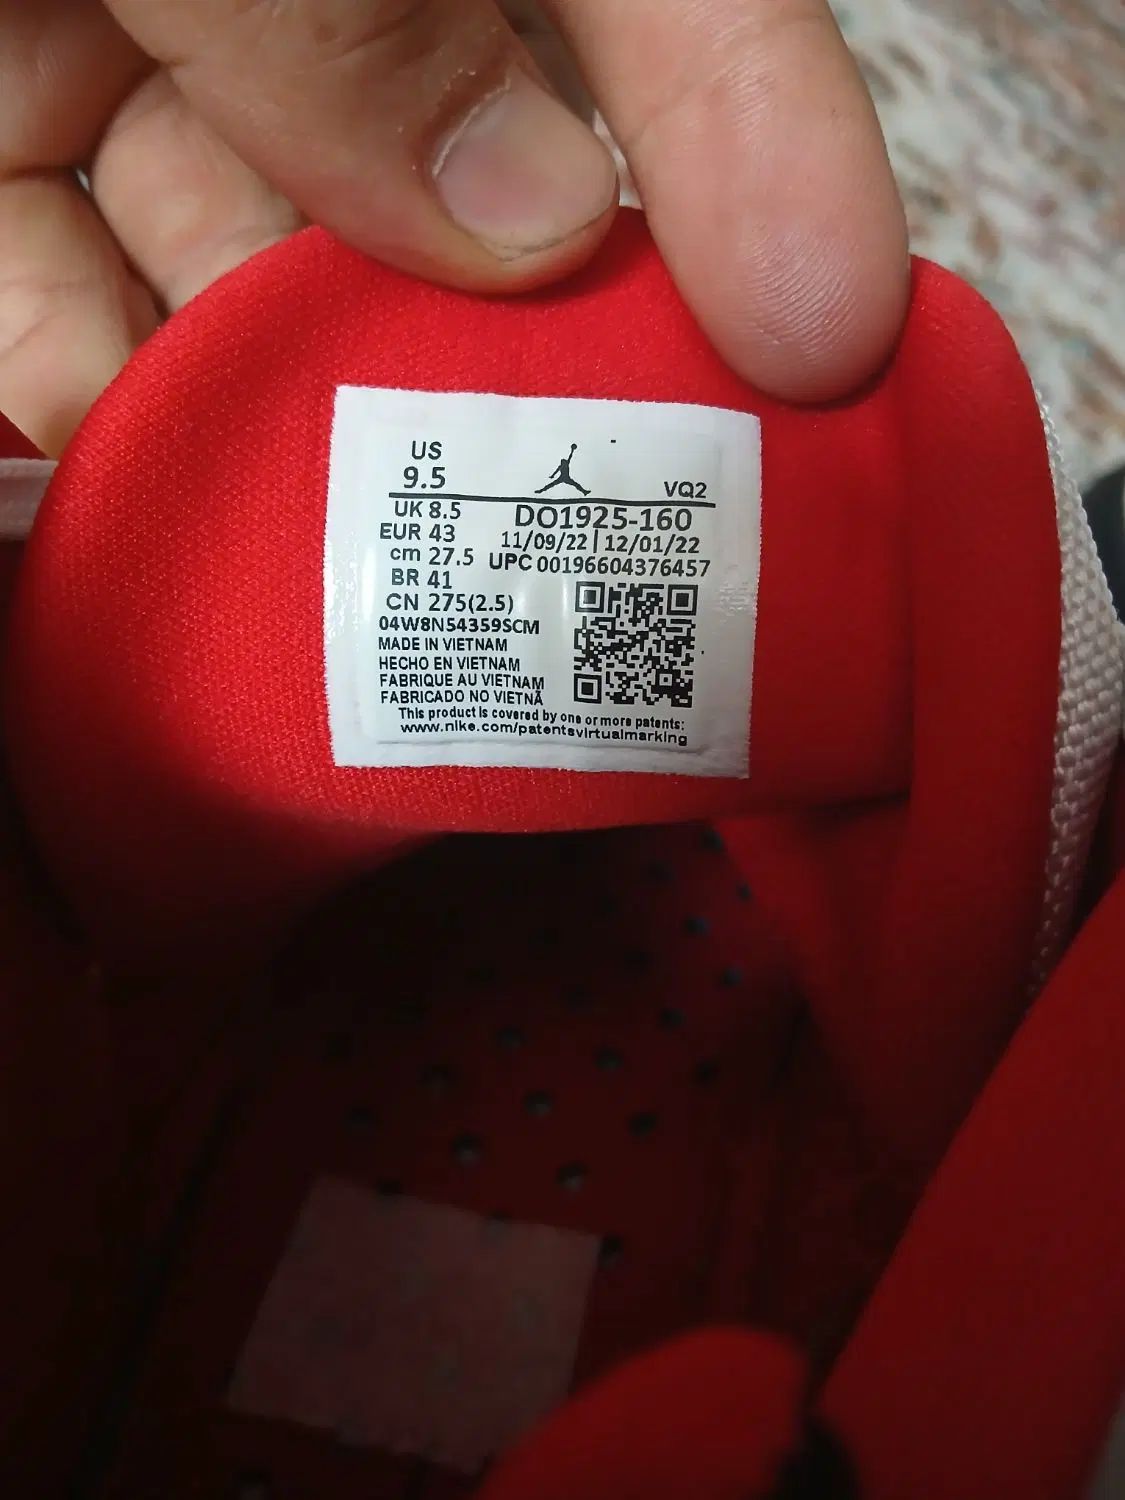 US
9.5
VQ2
UK 8.5
DO1925-160
EUR 43
11/09/22 | 12/01/22
cm 27.5
UPC 00196604376457
BR 41
CN 275(2.5)
04W8N54359SCM
MADE IN VIETNAM
HECHO EN VIETNAM
FABRIQUE AU VIETNAM
FABRICADO NO VIETNÃ
This product is covered by one or more patents:
www.nike.com/patentsvirtualmarking